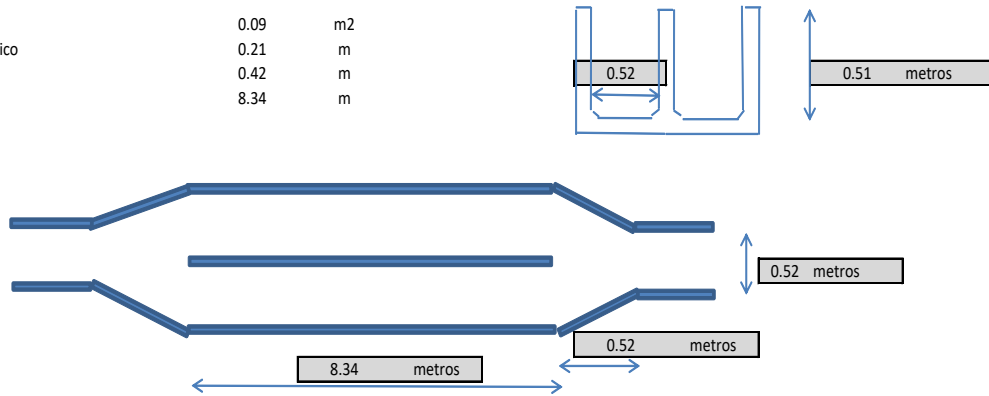 0.09 m2
ico 0.21 m
0.42 m
8.34 m
0.52
0.51 metros
0.52 metros
0.52 metros
8.34 metros